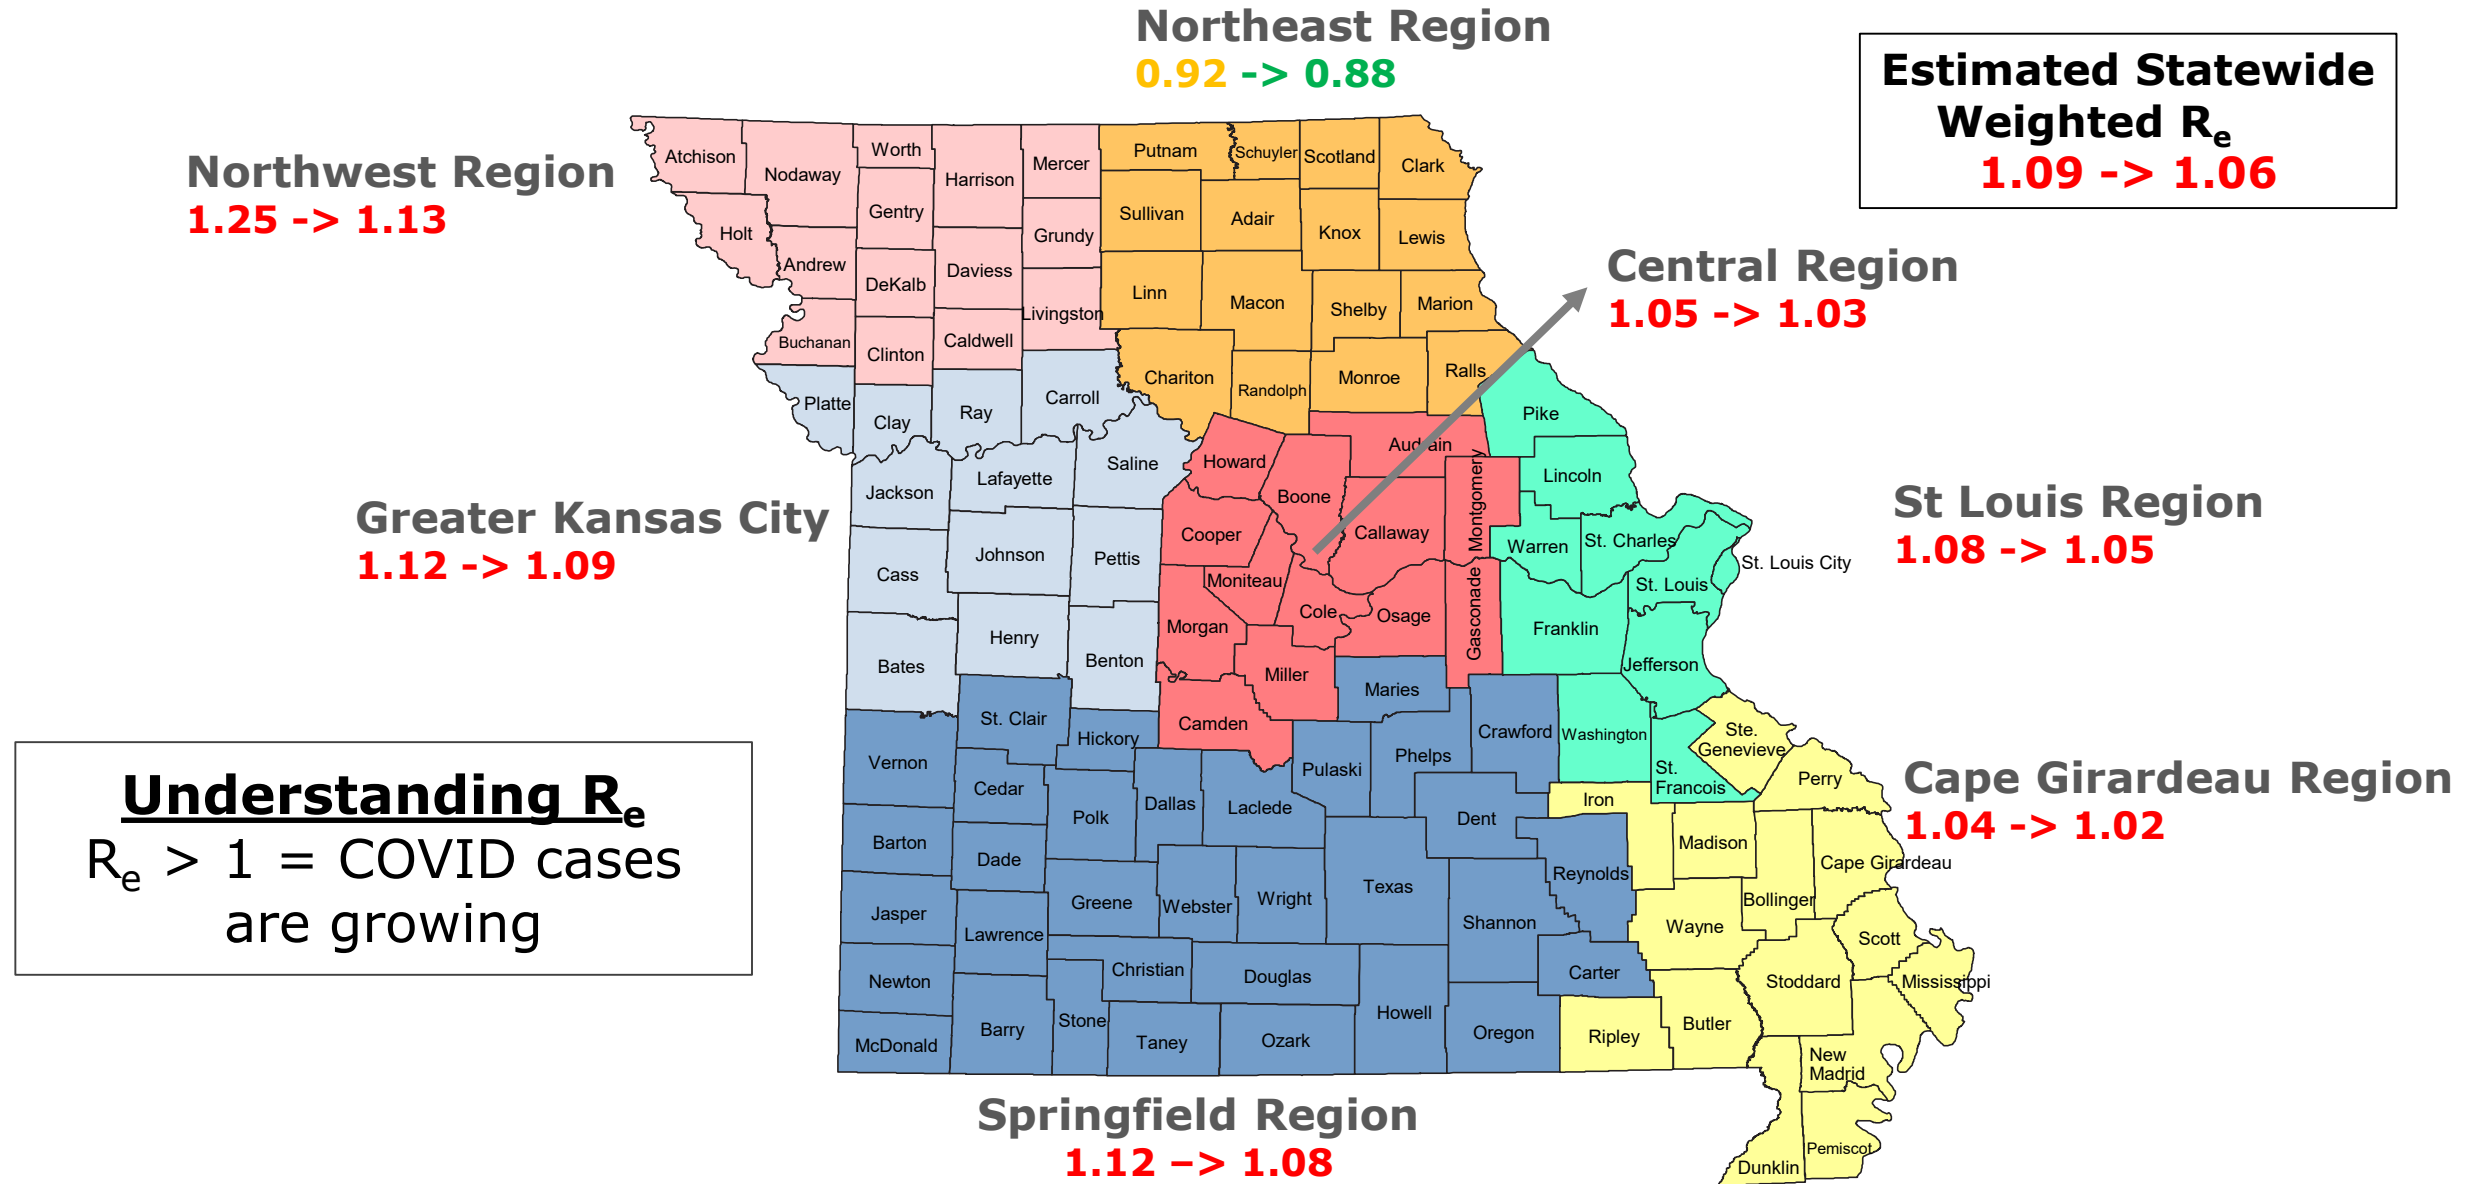 Northeast Region
0.92 -> 0.88
Estimated Statewide
Weighted Re
1.09 -> 1.06
Northwest Region
1.25 -> 1.13
Central Region
1.05 -> 1.03
Greater Kansas City
1.12 -> 1.09
St Louis Region
1.08 -> 1.05
Understanding Re
Re > 1 = COVID cases
are growing
Cape Girardeau Region
1.04 -> 1.02
Springfield Region
1.12 –> 1.08
Atchison
Nodaway
Worth
Harrison
Mercer
Putnam
Schuyler
Scotland
Clark
Holt
Gentry
Grundy
Sullivan
Adair
Knox
Lewis
Andrew
DeKalb
Daviess
Livingston
Linn
Macon
Shelby
Marion
Buchanan
Clinton
Caldwell
Chariton
Randolph
Monroe
Ralls
Platte
Clay
Ray
Carroll
Pike
Saline
Howard
Audrain
Jackson
Lafayette
Boone
Montgomery
Lincoln
Cooper
Callaway
Warren
St. Charles
St. Louis City
Cass
Johnson
Pettis
Moniteau
St. Louis
Morgan
Cole
Osage
Gasconade
Franklin
Bates
Henry
Benton
Miller
Maries
Jefferson
St. Clair
Hickory
Camden
Crawford
Washington
Ste.
Genevieve
Vernon
Cedar
Polk
Dallas
Laclede
Pulaski
Phelps
Dent
Iron
St.
Francois
Perry
Barton
Dade
Madison
Cape Girardeau
Jasper
Lawrence
Greene
Webster
Wright
Texas
Shannon
Reynolds
Wayne
Bollinger
Scott
Newton
Christian
Douglas
Carter
Stoddard
Mississippi
McDonald
Barry
Stone
Taney
Ozark
Howell
Oregon
Ripley
Butler
New
Madrid
Pemiscot
Dunklin